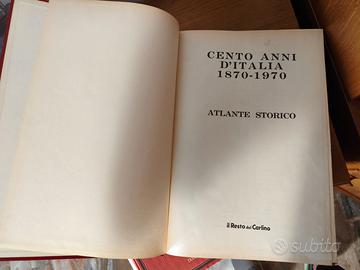 CENTO ANNI
D'ITALIA
1870-1970
ATLANTE STORICO
il Resto del Carlino
subito